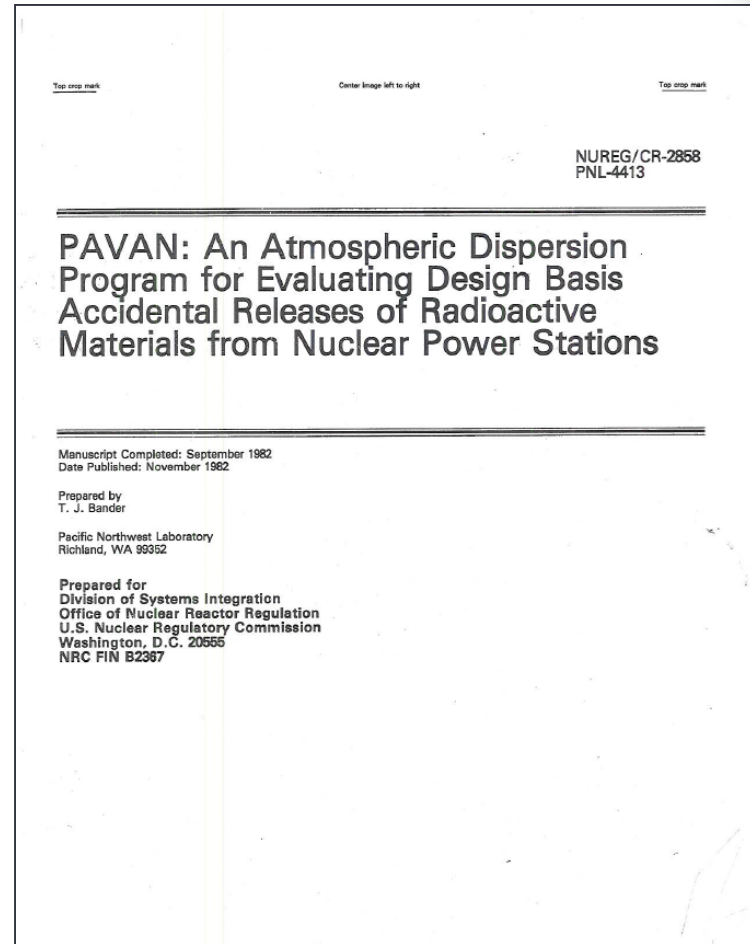 Top crop mark
Center image left to right
Top crop mark
NUREG/CR-2858
PNL-4413
PAVAN: An Atmospheric Dispersion
Program for Evaluating Design Basis
Accidental Releases of Radioactive
Materials from Nuclear Power Stations
Manuscript Completed: September 1982
Date Published: November 1982
Prepared by
T. J. Bander
Pacific Northwest Laboratory
Richland, WA 99352
Prepared for
Division of Systems Integration
Office of Nuclear Reactor Regulation
U.S. Nuclear Regulatory Commission
Washington, D.C. 20555
NRC FIN B2367